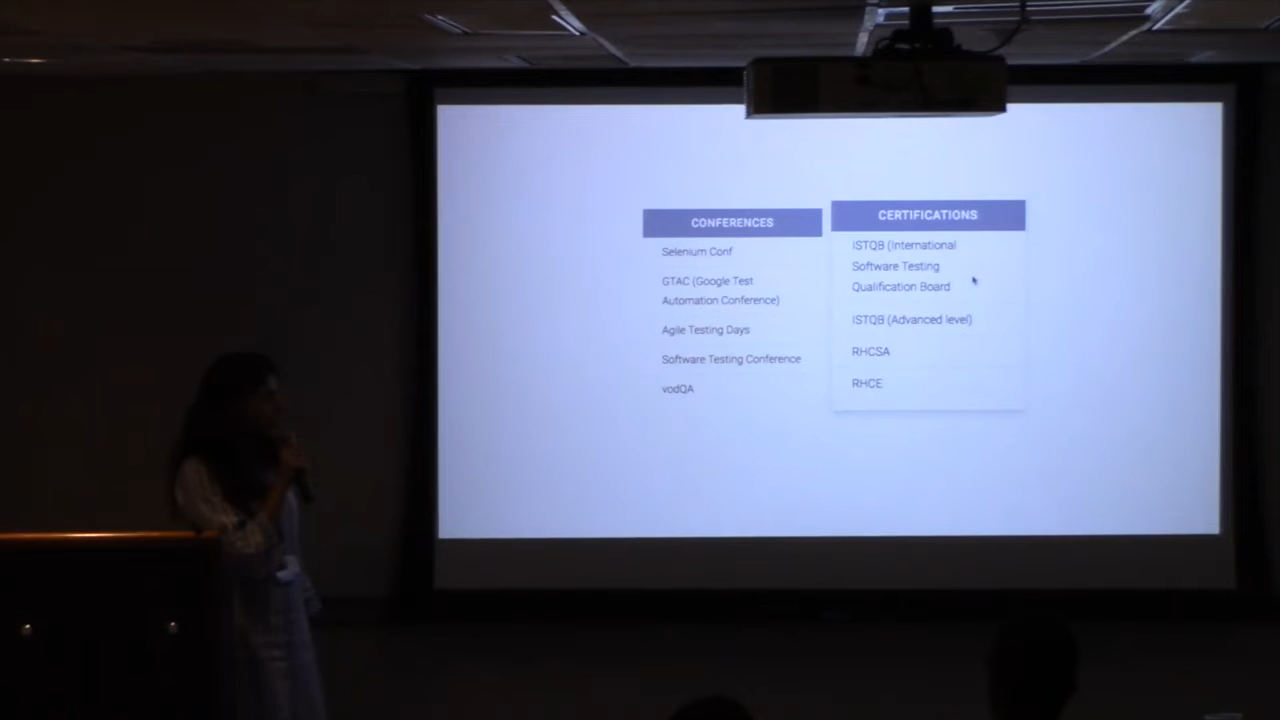 CONFERENCES
Selenium Conf
GTAC (Google Test
Automation Conference)
Agile Testing Days
Software Testing Conference
vodQA
CERTIFICATIONS
ISTQB (International
Software Testing
Qualification Board
ISTQB (Advanced level)
RHCSA
RHCE